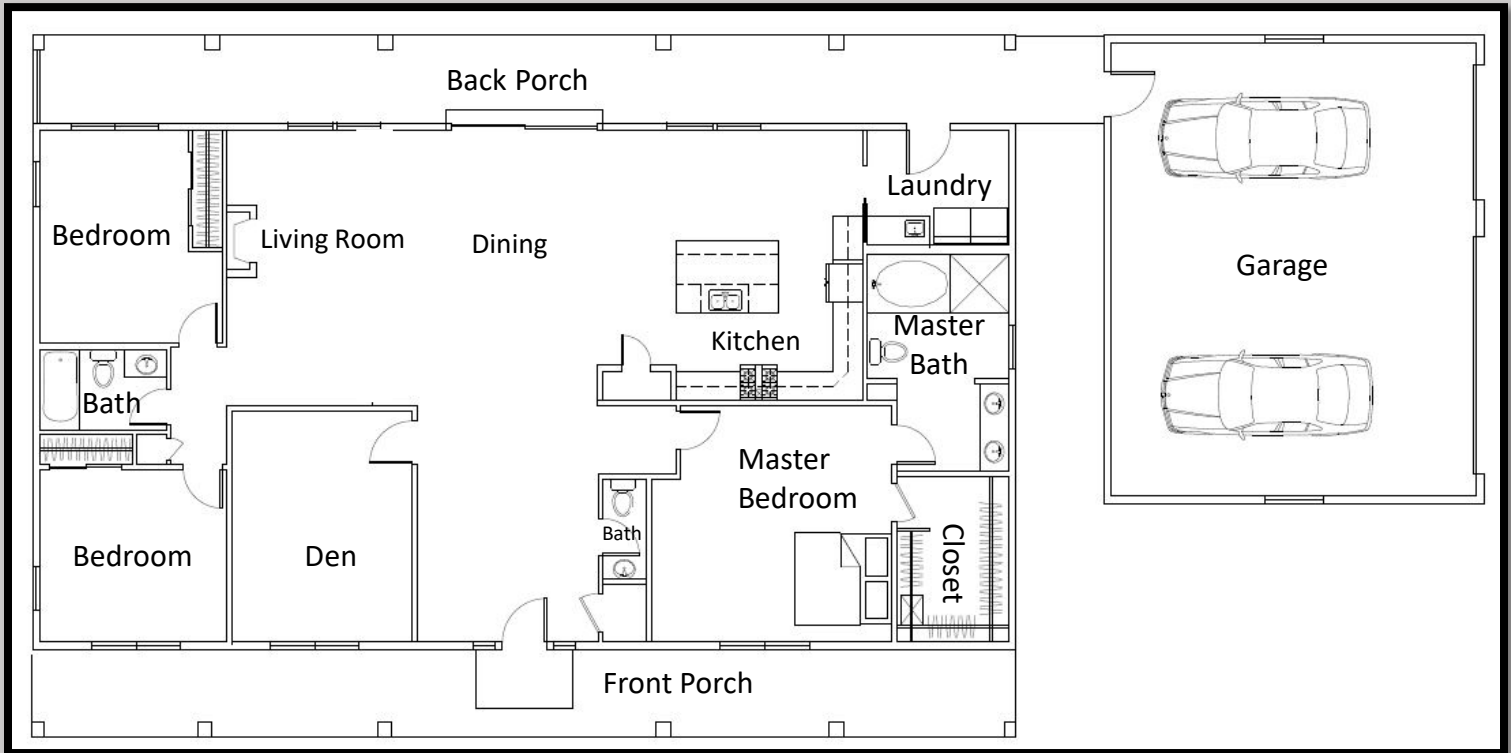 Back Porch
Laundry
Bedroom
Living Room
Dining
Garage
Kitchen
Master
Bath
Bath
Master
Bedroom
Bath
Closet
Bedroom
Den
Front Porch